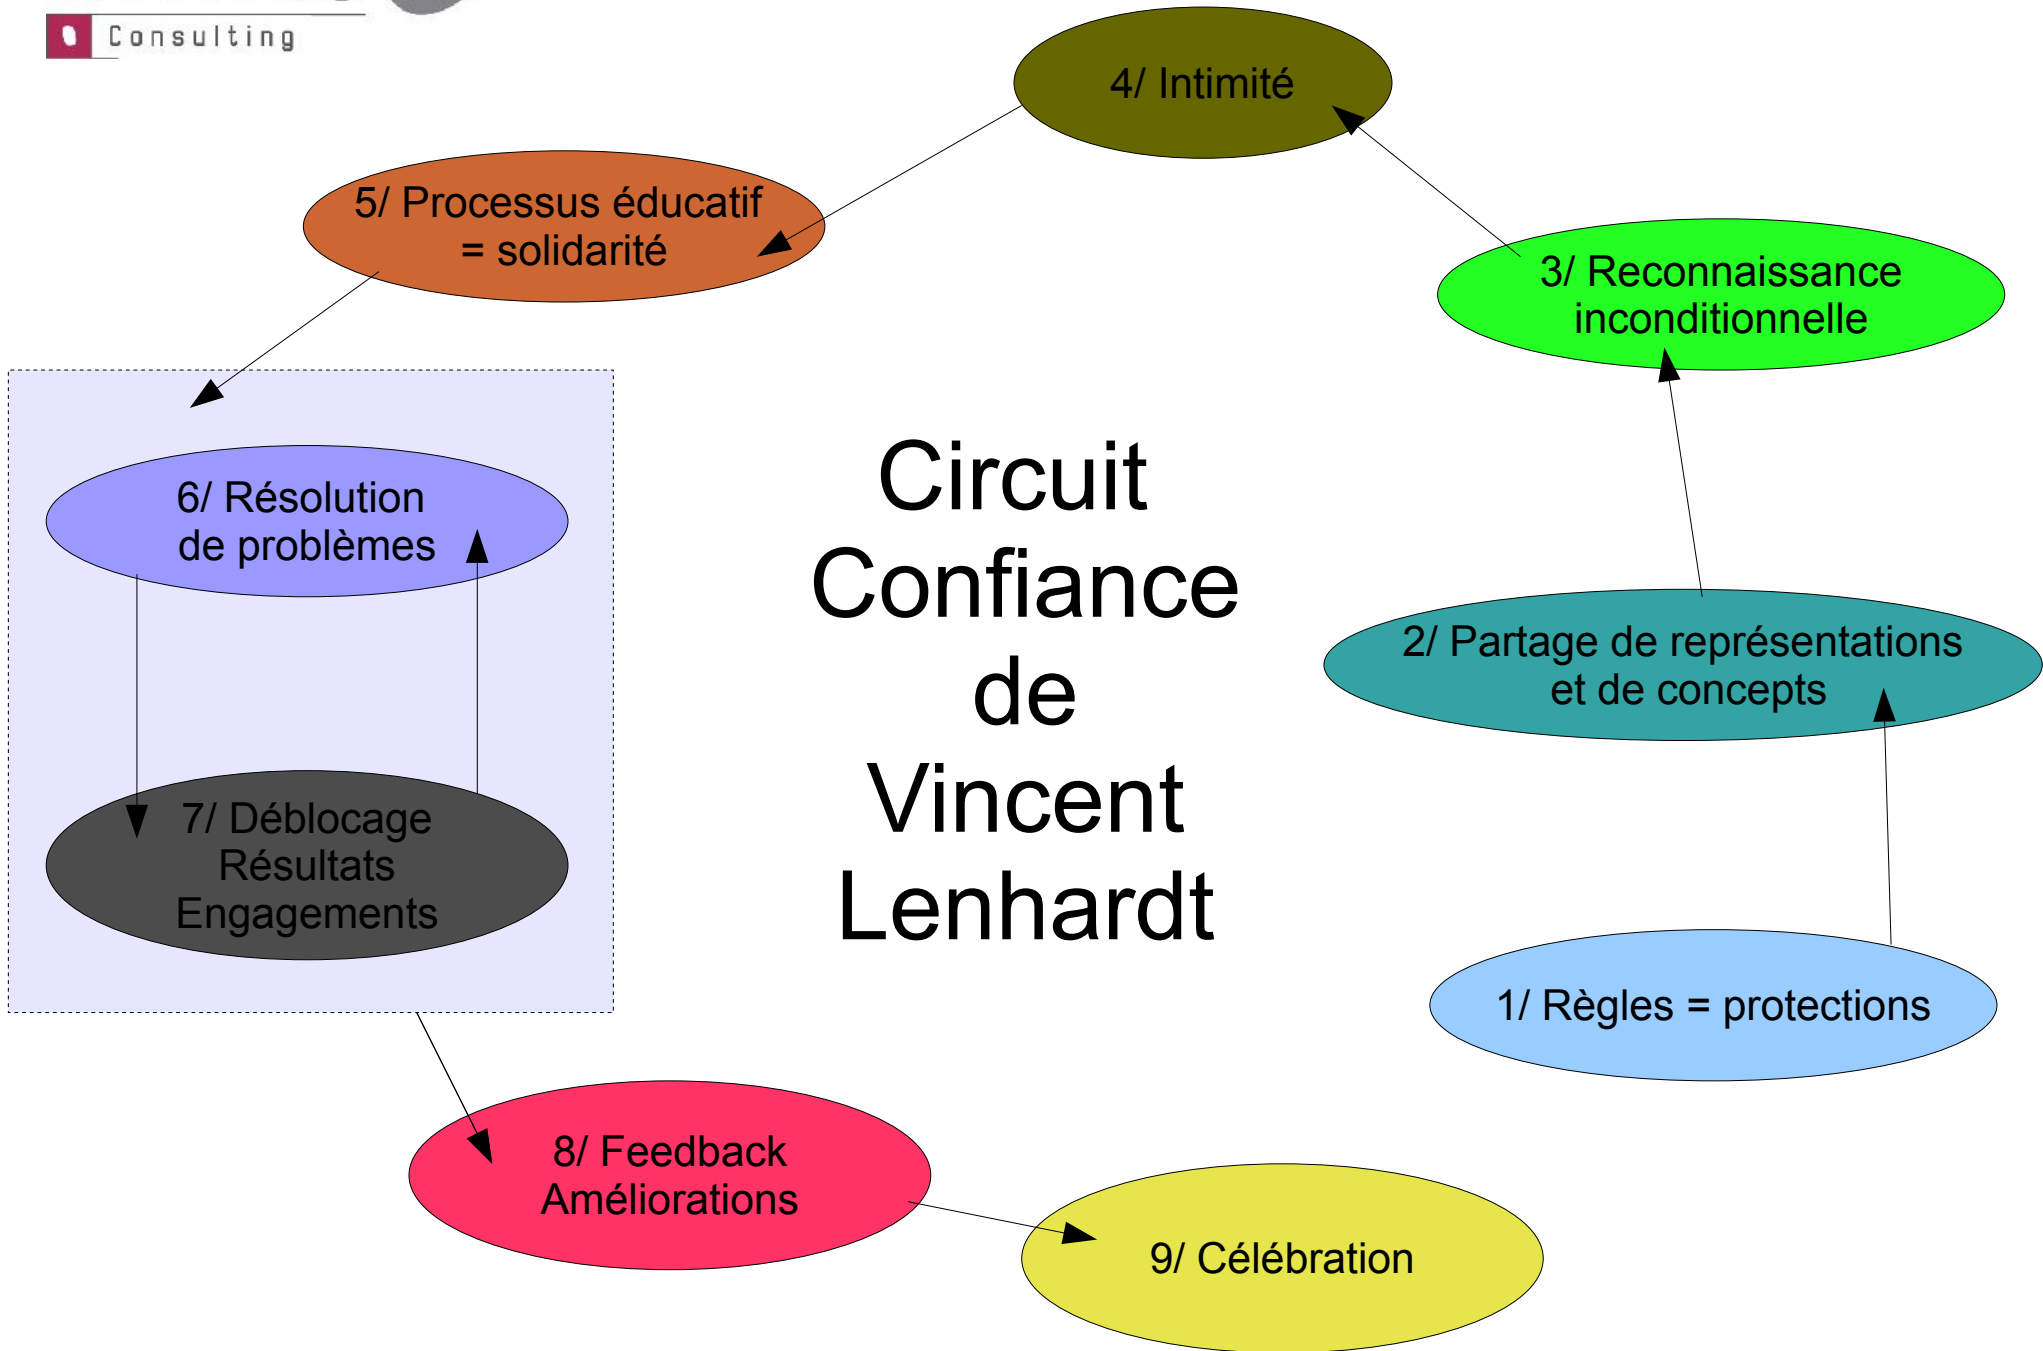 Consulting
4/ Intimité
5/ Processus éducatif
= solidarité
3/ Reconnaissance
inconditionnelle
6/ Résolution
de problèmes
Circuit
Confiance
de
Vincent
Lenhardt
2/ Partage de représentations
et de concepts
7/ Déblocage
Résultats
Engagements
1/ Règles = protections
8/ Feedback
Améliorations
9/ Célébration